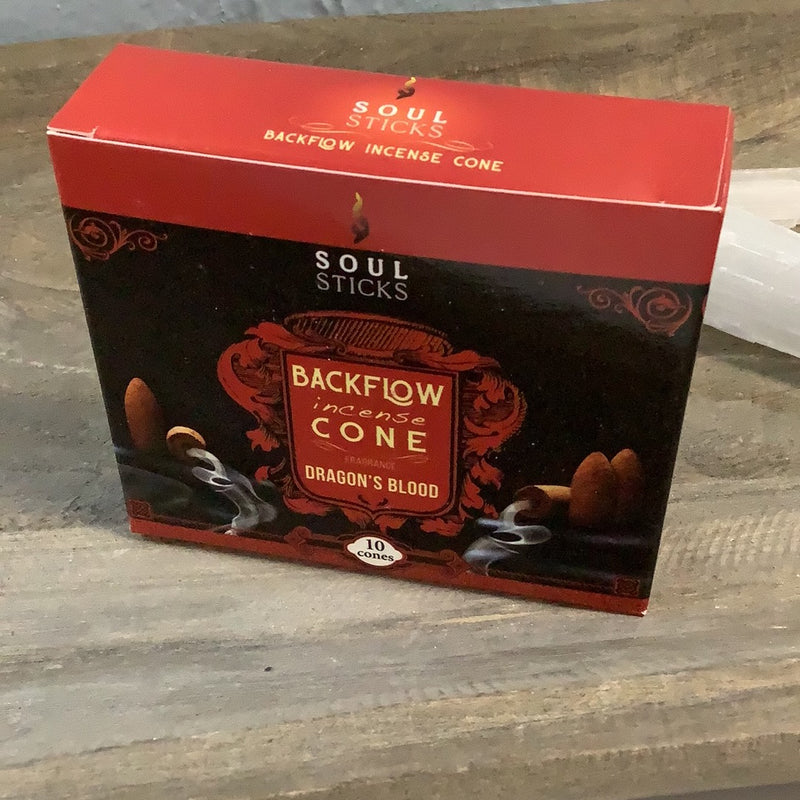 SOUL
STICKS
BACKFLOW INCENSE CONE
SOUL
STICKS
BACKFLOW
incense
CONE
FRAGRANCE
DRAGON'S BLOOD
10
cones